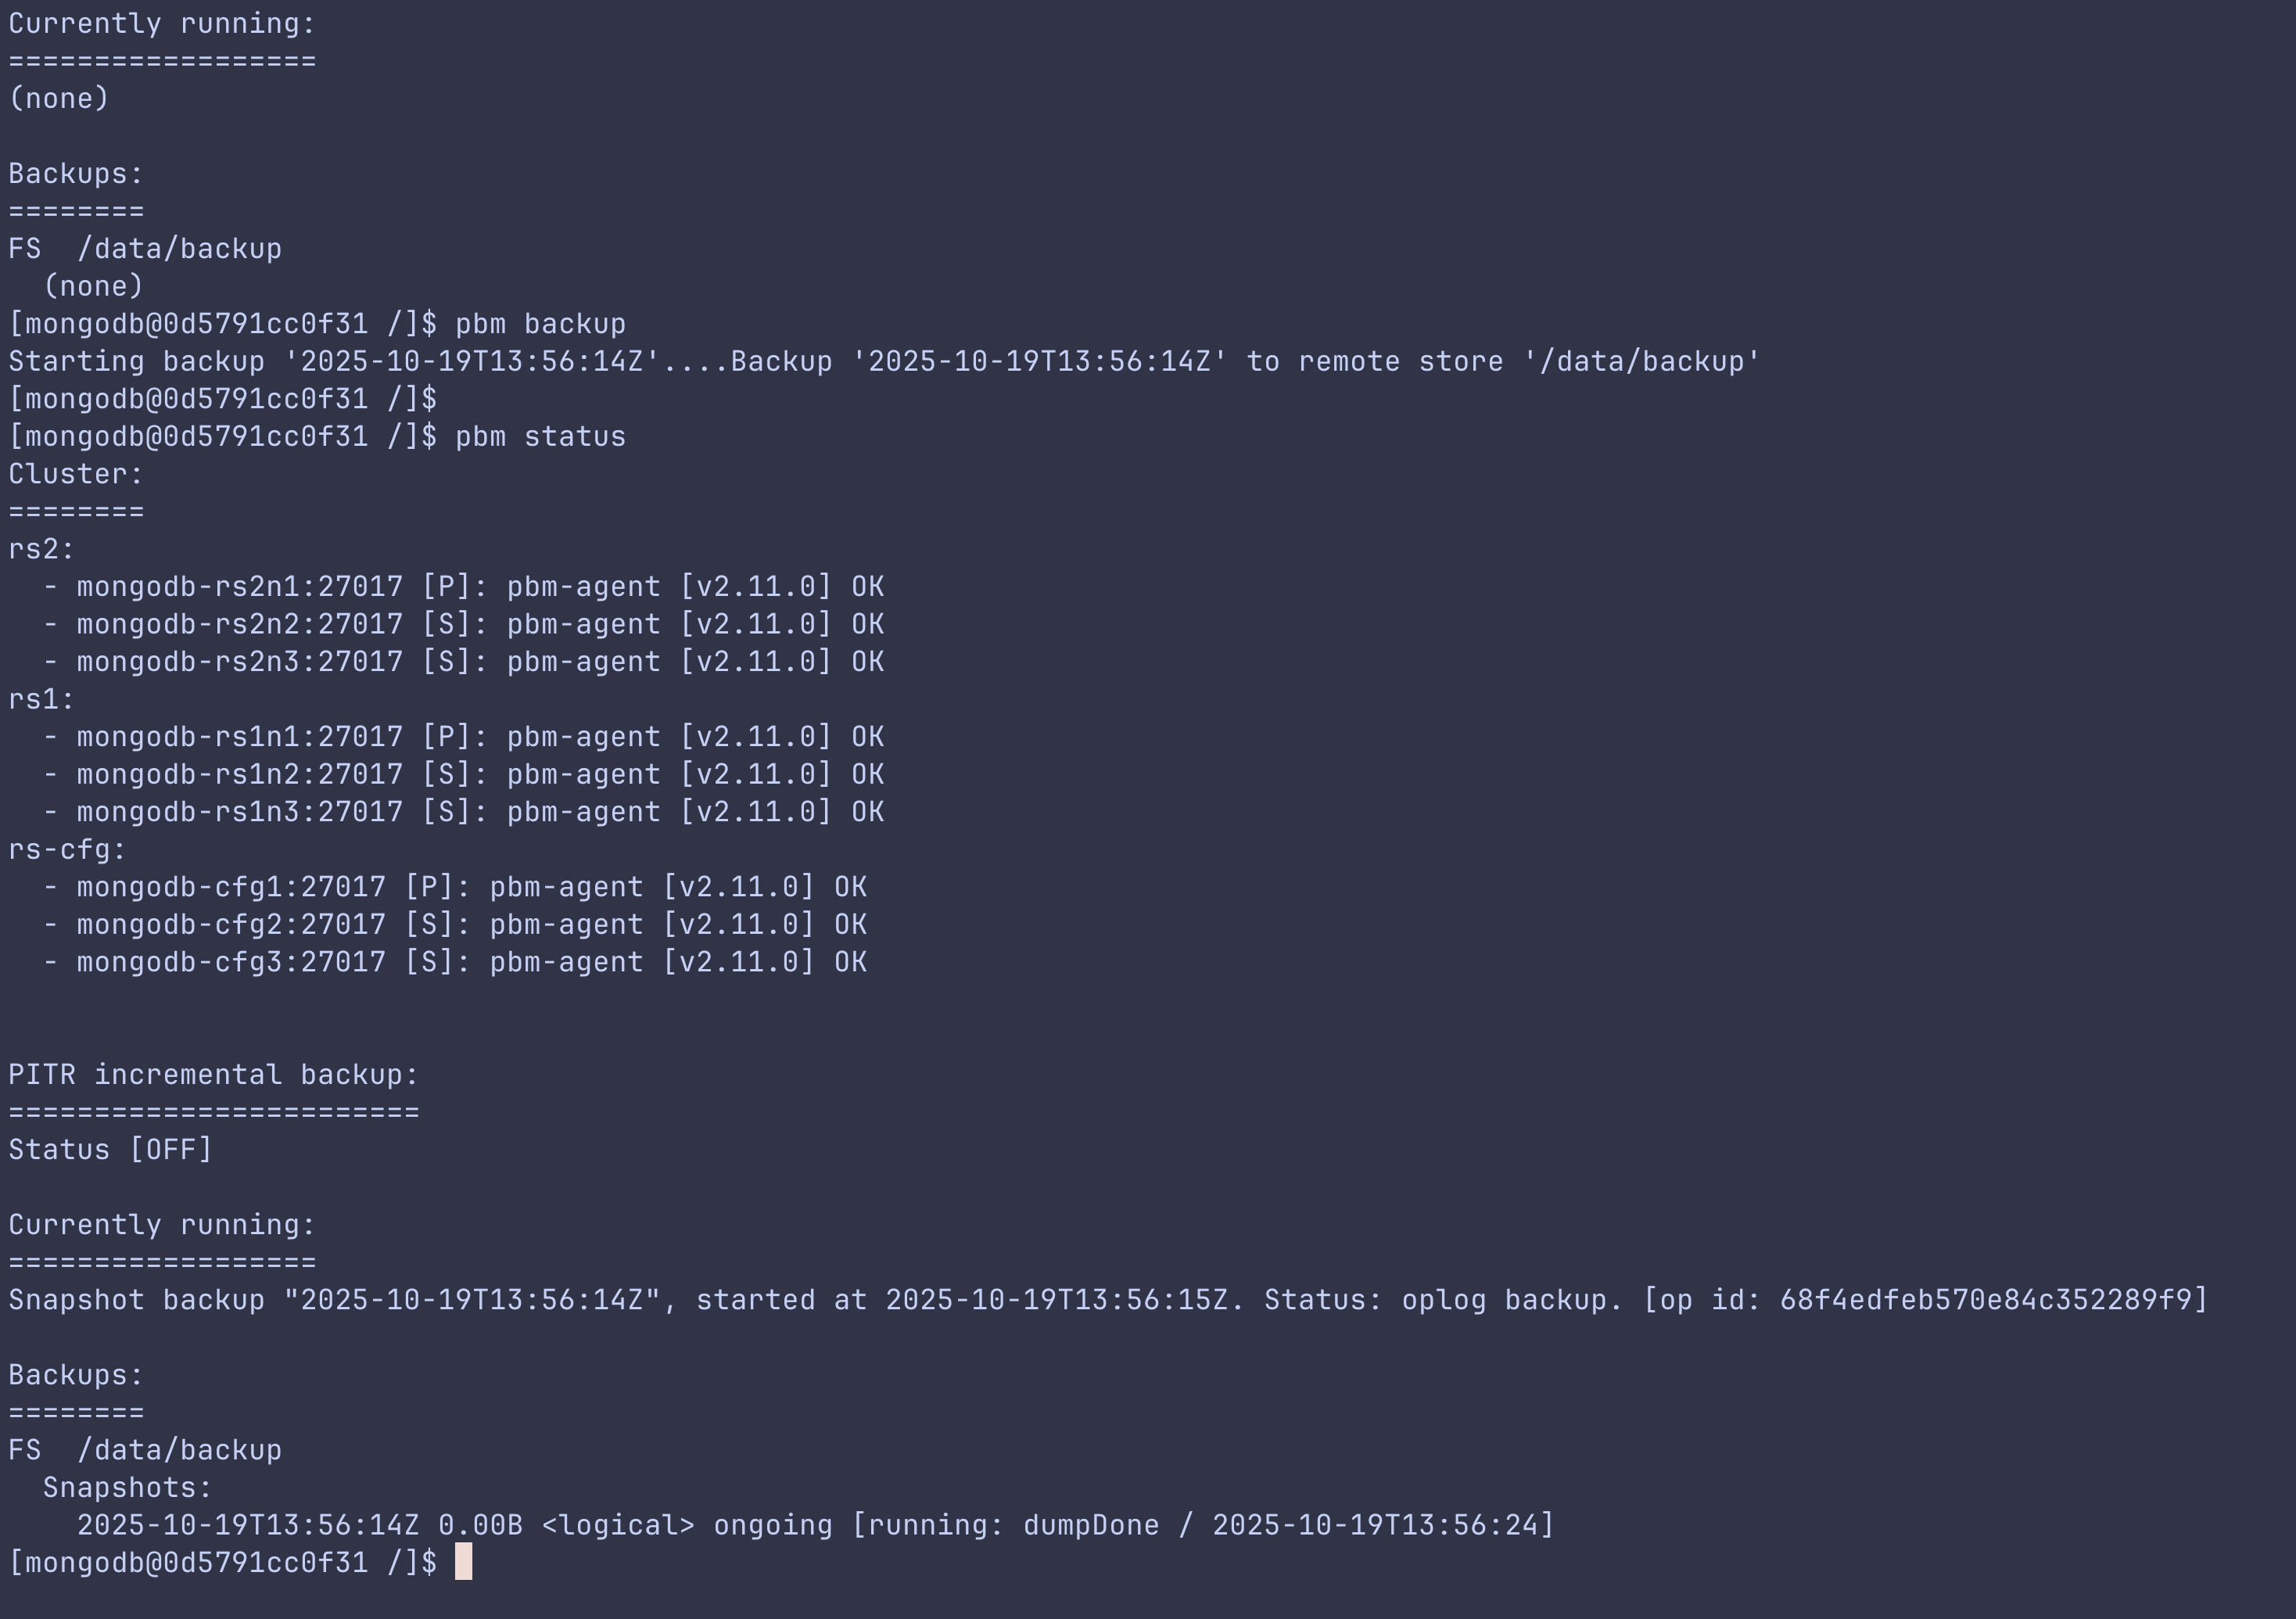 Currently running:
==================
(none)

Backups:
========
FS  /data/backup
  (none)
[mongodb@0d5791cc0f31 /]$ pbm backup
Starting backup '2025-10-19T13:56:14Z'....Backup '2025-10-19T13:56:14Z' to remote store '/data/backup'
[mongodb@0d5791cc0f31 /]$
[mongodb@0d5791cc0f31 /]$ pbm status
Cluster:
========
rs2:
  - mongodb-rs2n1:27017 [P]: pbm-agent [v2.11.0] OK
  - mongodb-rs2n2:27017 [S]: pbm-agent [v2.11.0] OK
  - mongodb-rs2n3:27017 [S]: pbm-agent [v2.11.0] OK
rs1:
  - mongodb-rs1n1:27017 [P]: pbm-agent [v2.11.0] OK
  - mongodb-rs1n2:27017 [S]: pbm-agent [v2.11.0] OK
  - mongodb-rs1n3:27017 [S]: pbm-agent [v2.11.0] OK
rs-cfg:
  - mongodb-cfg1:27017 [P]: pbm-agent [v2.11.0] OK
  - mongodb-cfg2:27017 [S]: pbm-agent [v2.11.0] OK
  - mongodb-cfg3:27017 [S]: pbm-agent [v2.11.0] OK


PITR incremental backup:
========================
Status [OFF]

Currently running:
==================
Snapshot backup "2025-10-19T13:56:14Z", started at 2025-10-19T13:56:15Z. Status: oplog backup. [op id: 68f4edfeb570e84c352289f9]

Backups:
========
FS  /data/backup
  Snapshots:
    2025-10-19T13:56:14Z 0.00B <logical> ongoing [running: dumpDone / 2025-10-19T13:56:24]
[mongodb@0d5791cc0f31 /]$